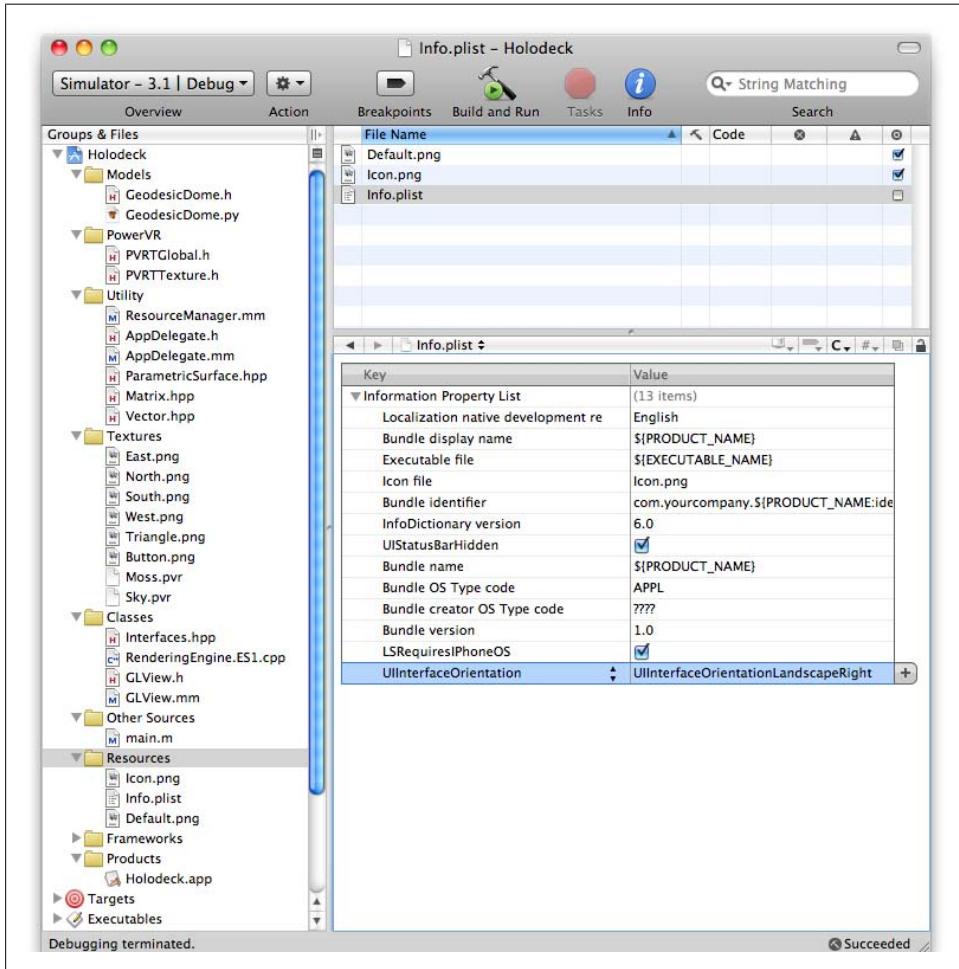 Info.plist – Holodeck
Simulator – 3.1 | Debug
String Matching
Overview
Action
Breakpoints
Build and Run
Tasks
Info
Search
Groups & Files
Holodeck
Models
GeodesicDome.h
GeodesicDome.py
PowerVR
PVRTGlobal.h
PVRTTexture.h
Utility
ResourceManager.mm
AppDelegate.h
AppDelegate.mm
ParametricSurface.hpp
Matrix.hpp
Vector.hpp
Textures
East.png
North.png
South.png
West.png
Triangle.png
Button.png
Moss.pvr
Sky.pvr
Classes
Interfaces.hpp
RenderingEngine.ES1.cpp
GLView.h
GLView.mm
Other Sources
main.m
Resources
Icon.png
Info.plist
Default.png
Frameworks
Products
Holodeck.app
Targets
Executables
File Name
Code
Default.png
Icon.png
Info.plist
Info.plist
C
#
Key Value
Information Property List (13 items)
Localization native development re English
Bundle display name ${PRODUCT_NAME}
Executable file ${EXECUTABLE_NAME}
Icon file Icon.png
Bundle identifier com.yourcompany.${PRODUCT_NAME:ide
InfoDictionary version 6.0
UIStatusBarHidden
Bundle name ${PRODUCT_NAME}
Bundle OS Type code APPL
Bundle creator OS Type code ????
Bundle version 1.0
LSRequiresIPhoneOS
UIInterfaceOrientation UIInterfaceOrientationLandscapeRight
Debugging terminated.
Succeeded